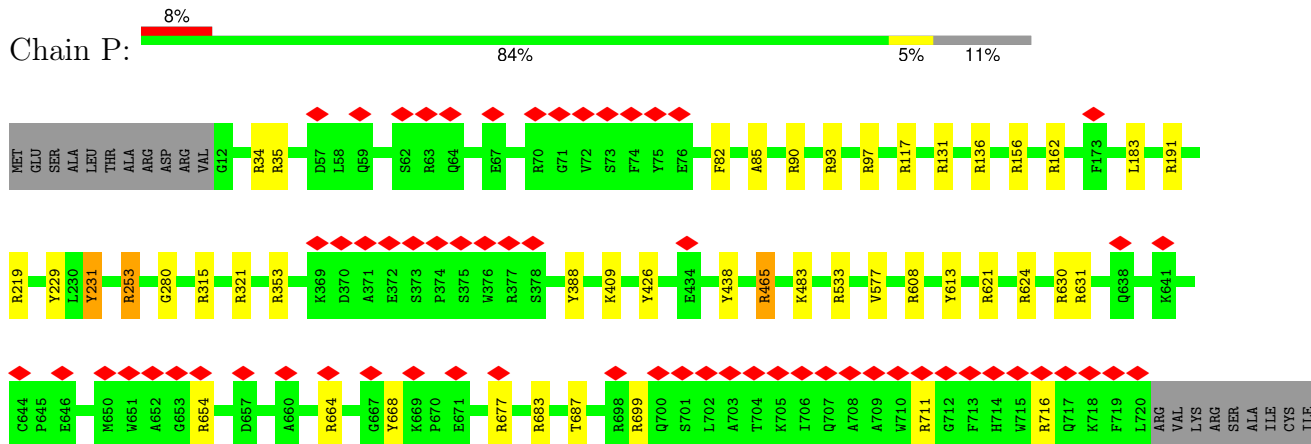 8%
Chain P:
84% 5% 11%
MET GLU SER ALA LEU THR ALA ARG ASP ARG VAL G12 R34 R35 D57 L58 Q59 S62 R63 Q64 E67 R70 G71 V72 S73 F74 Y75 E76 F82 A85 R90 R93 R97 R117 R131 R136 R156 R162 F173 L183 R191
R219 Y229 L230 Y231 R253 G280 R315 R321 R353 K369 D370 A371 E372 S373 P374 S375 W376 R377 S378 Y388 K409 Y426 E434 Y438 R465 K483 R533 V577 R608 Y613 R621 R624 R630 R631 Q638 K641
C644 P645 E646 M650 W651 A652 G653 R654 D657 A660 R664 G667 Y668 K669 P670 E671 R677 R683 T687 R698 R699 Q700 S701 L702 A703 T704 K705 I706 Q707 A708 A709 W710 R711 G712 F713 H714 W715 R716 Q717 K718 F719 L720 ARG VAL LYS ARG SER ALA ILE CYS ILE